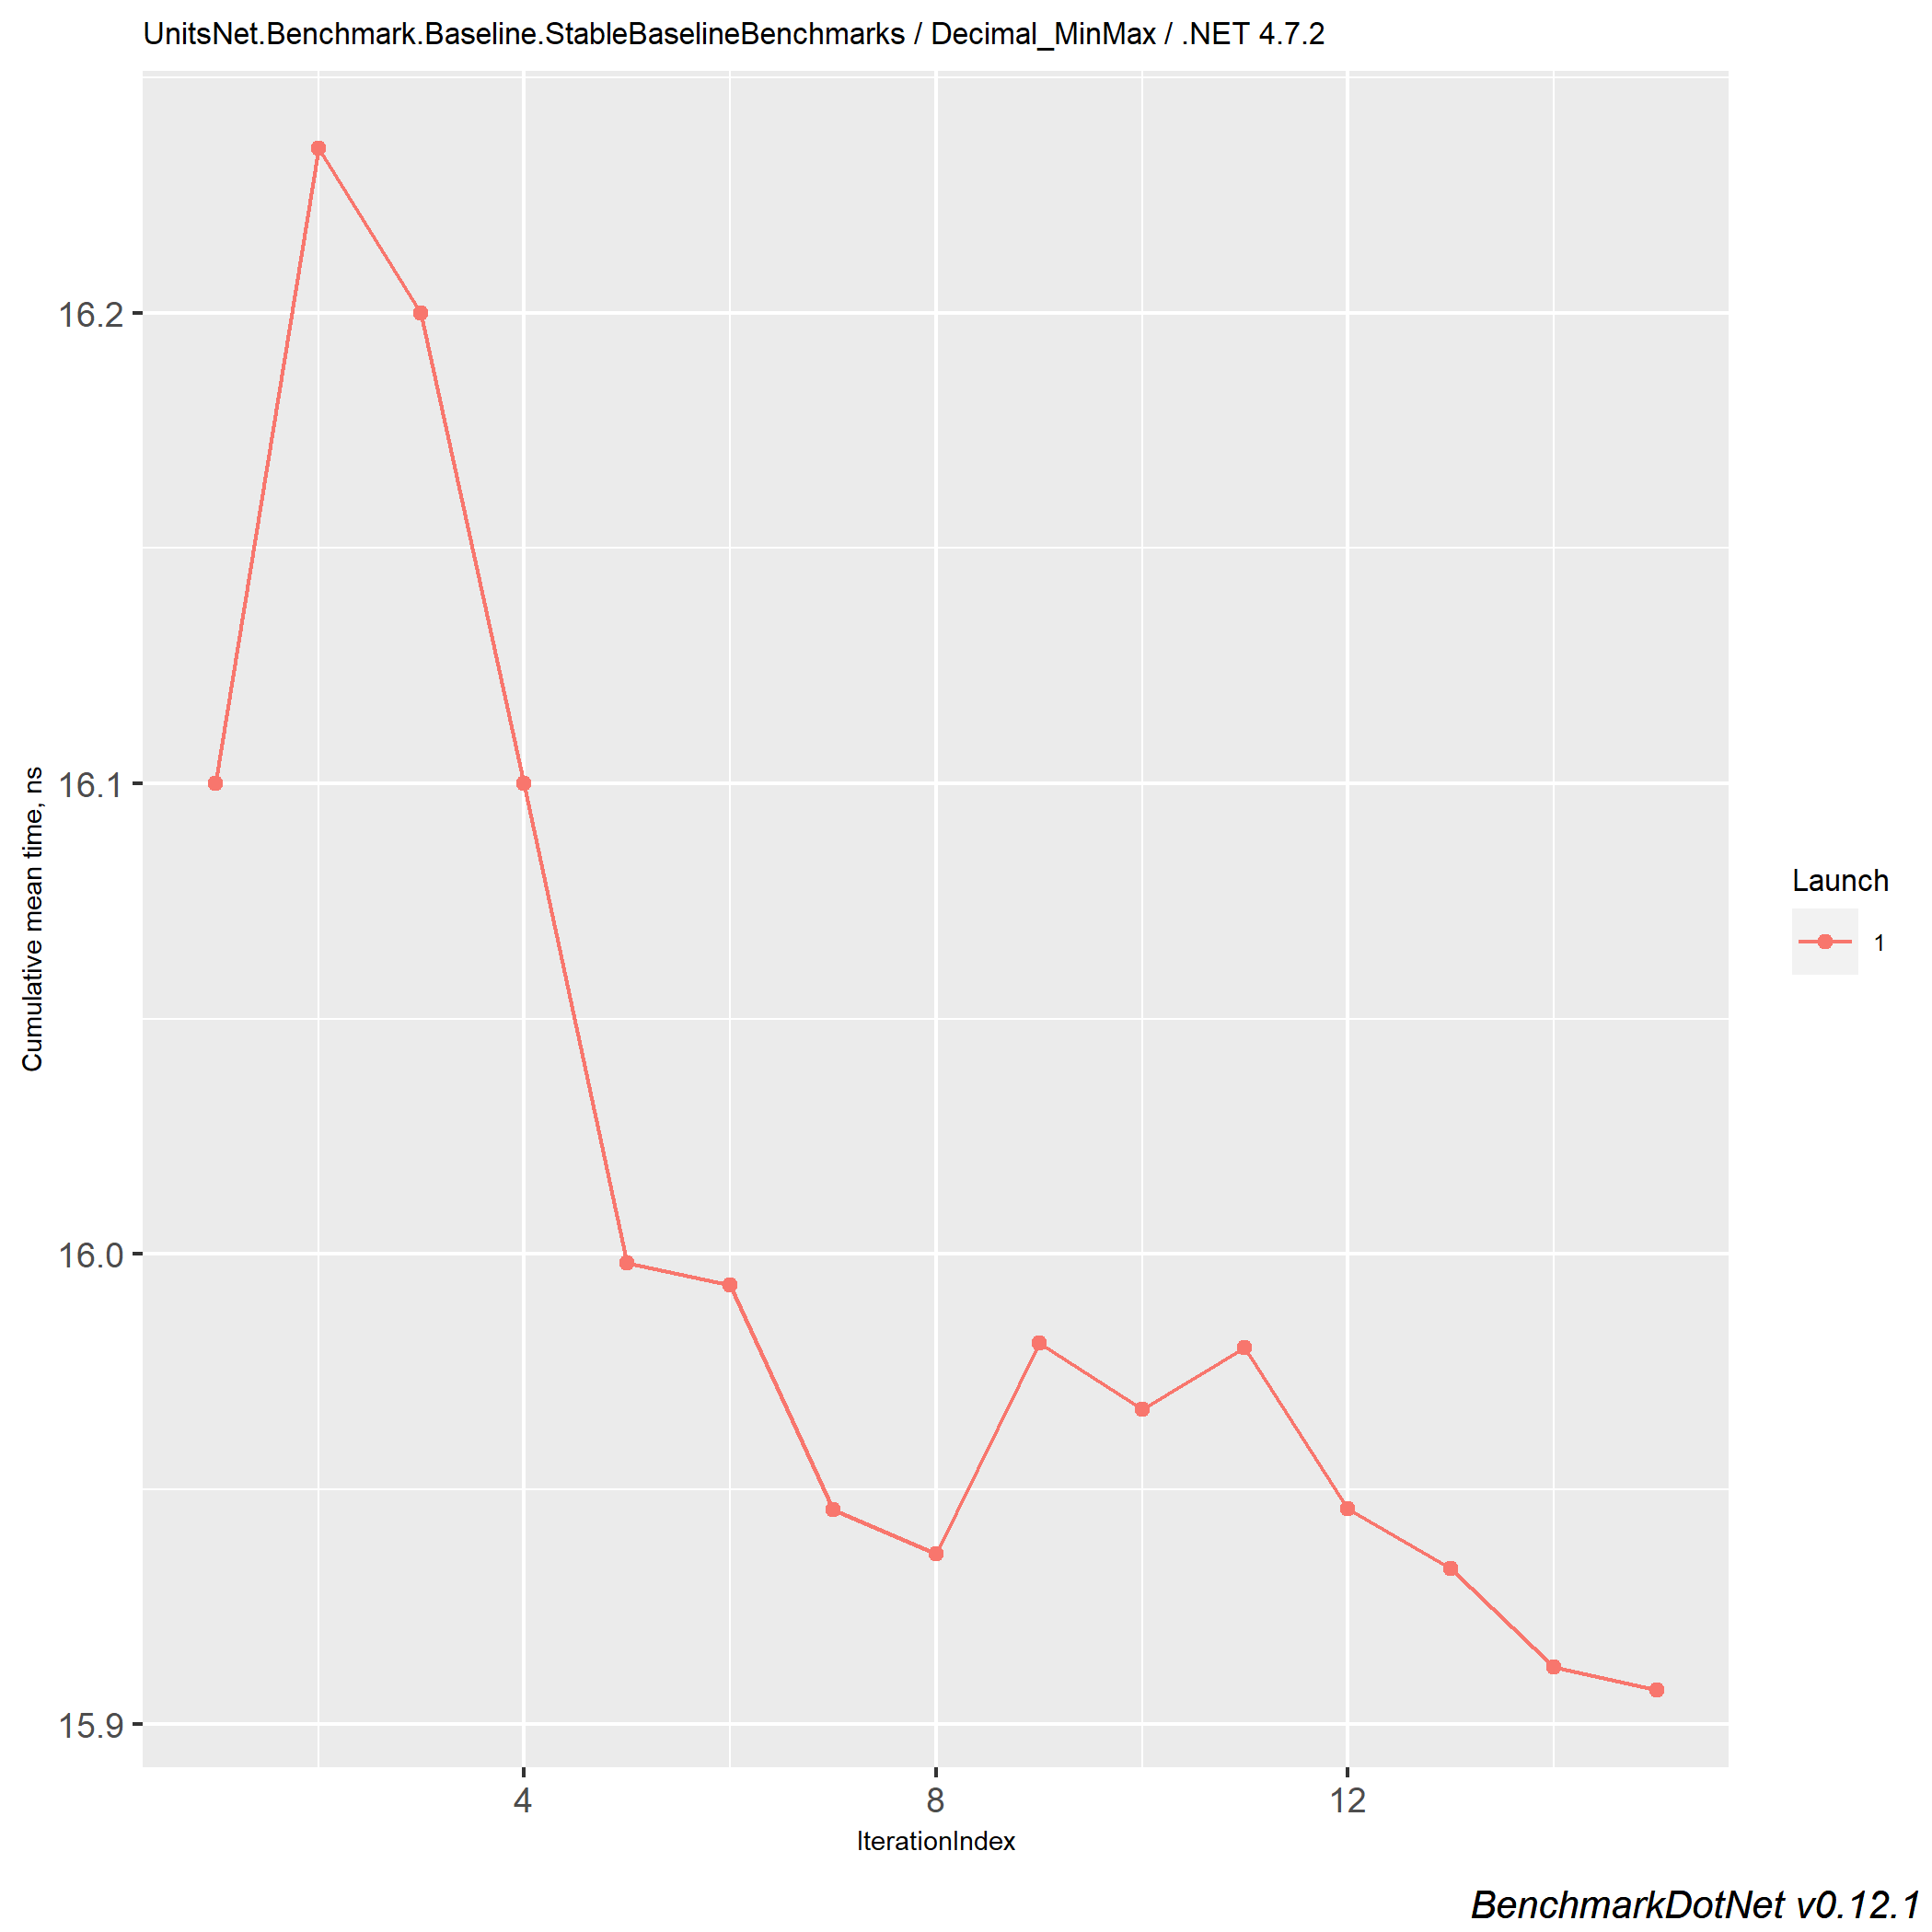 UnitsNet.Benchmark.Baseline.StableBaselineBenchmarks / Decimal_MinMax / .NET 4.7.2
Cumulative mean time, ns
16.2
16.1
16.0
15.9
4
8
12
IterationIndex
Launch
1
BenchmarkDotNet v0.12.1